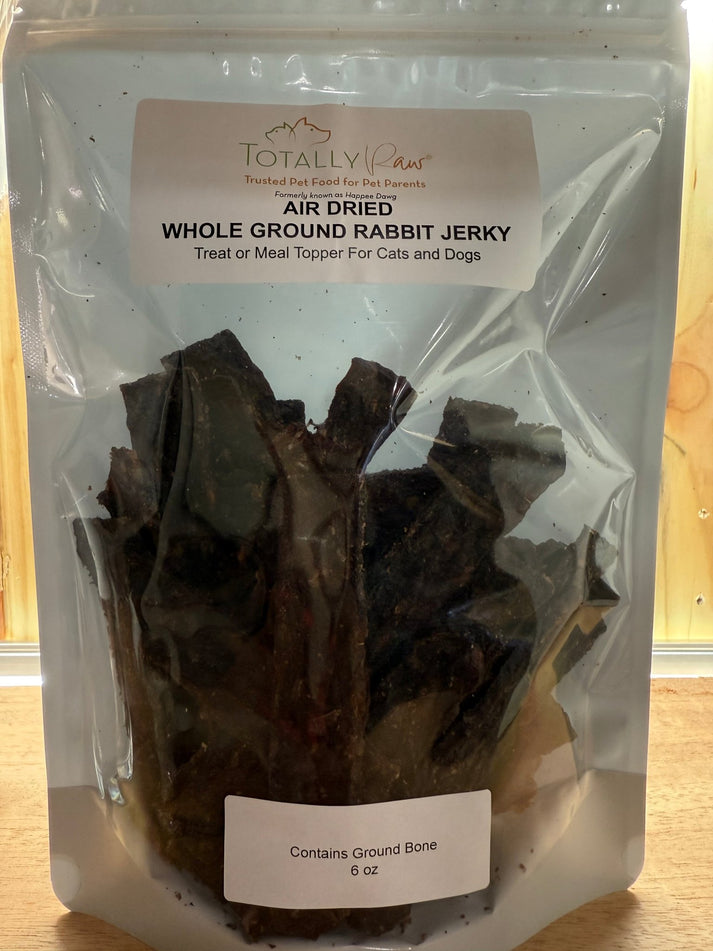 TOTALLY Raw®
Trusted Pet Food for Pet Parents
Formerly known as Happee Dawg
AIR DRIED
WHOLE GROUND RABBIT JERKY
Treat or Meal Topper For Cats and Dogs
Contains Ground Bone
6 oz